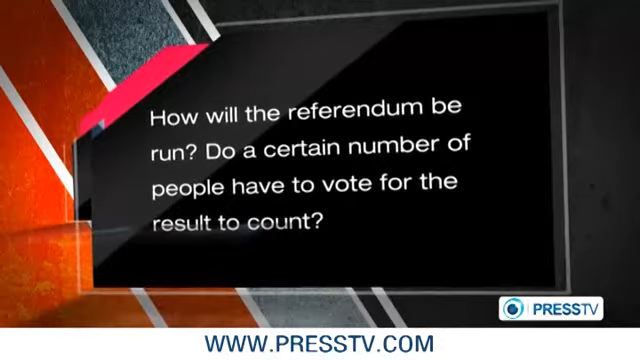 How will the referendum be
run? Do a certain number of
people have to vote for the
result to count?
PRESSTV
WWW.PRESSTV.COM